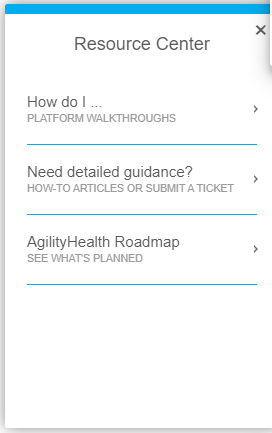 Resource Center
How do I ...
PLATFORM WALKTHROUGHS
Need detailed guidance?
HOW-TO ARTICLES OR SUBMIT A TICKET
AgilityHealth Roadmap
SEE WHAT'S PLANNED